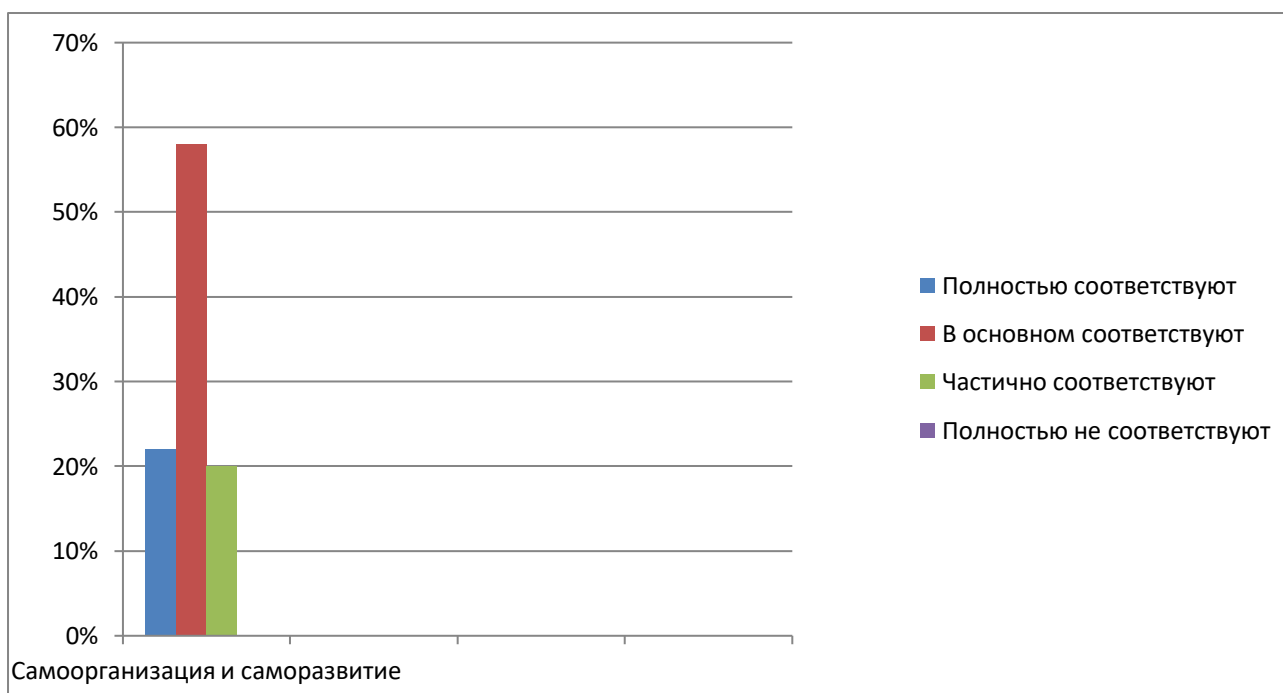 70%
60%
50%
40%
30%
20%
10%
0%
Самоорганизация и саморазвитие
Полностью соответствуют
В основном соответствуют
Частично соответствуют
Полностью не соответствуют